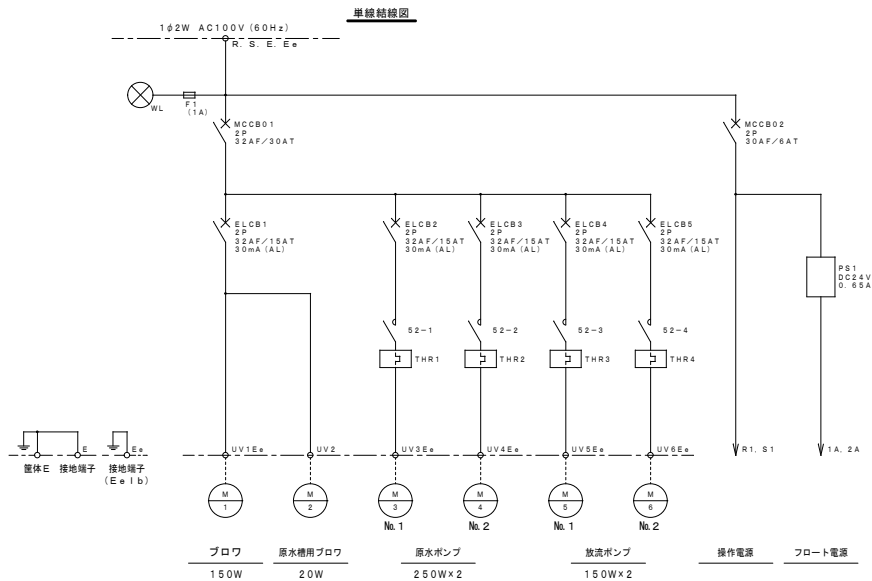 単線結線図
1φ2W AC100V (60Hz)
R. S. E. Ee
WL
F1
(1A)
MCCB01
2P
32AF/30AT
MCCB02
2P
30AF/6AT
ELCB1
2P
32AF/15AT
30mA (AL)
ELCB2
2P
32AF/15AT
30mA (AL)
ELCB3
2P
32AF/15AT
30mA (AL)
ELCB4
2P
32AF/15AT
30mA (AL)
ELCB5
2P
32AF/15AT
30mA (AL)
PS1
DC24V
0.65A
52-1
52-2
52-3
52-4
THR1
THR2
THR3
THR4
E
Ee
UV1Ee
UV2
UV3Ee
UV4Ee
UV5Ee
UV6Ee
R1, S1
1A, 2A
筐体E
接地端子
接地端子
(Eelb)
M
1
M
2
M
3
M
4
M
5
M
6
No.1
No.2
No.1
No.2
ブロワ
原水槽用ブロワ
原水ポンプ
放流ポンプ
操作電源
フロート電源
150W
20W
250W×2
150W×2